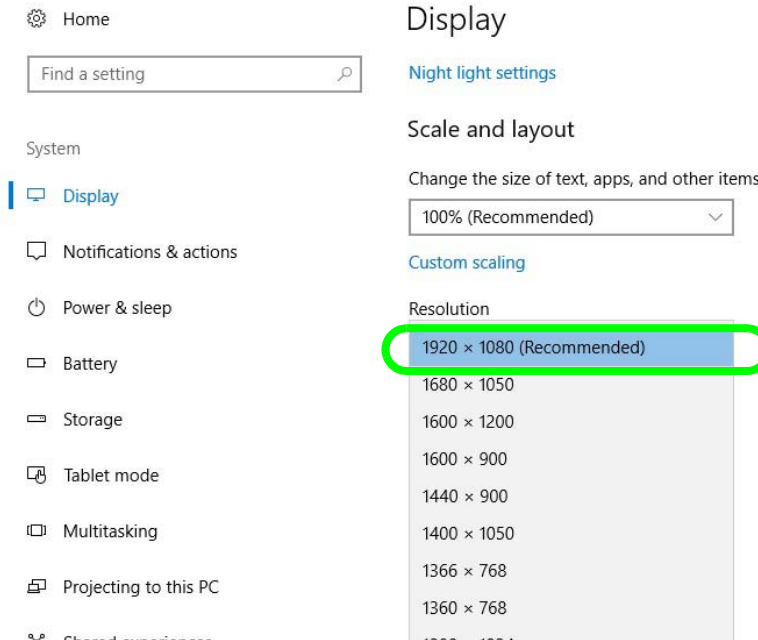 Home
Find a setting
System
Display
Notifications & actions
Power & sleep
Battery
Storage
Tablet mode
Multitasking
Projecting to this PC
Display
Night light settings
Scale and layout
Change the size of text, apps, and other items
100% (Recommended)
Custom scaling
Resolution
1920 × 1080 (Recommended)
1680 × 1050
1600 × 1200
1600 × 900
1440 × 900
1400 × 1050
1366 × 768
1360 × 768